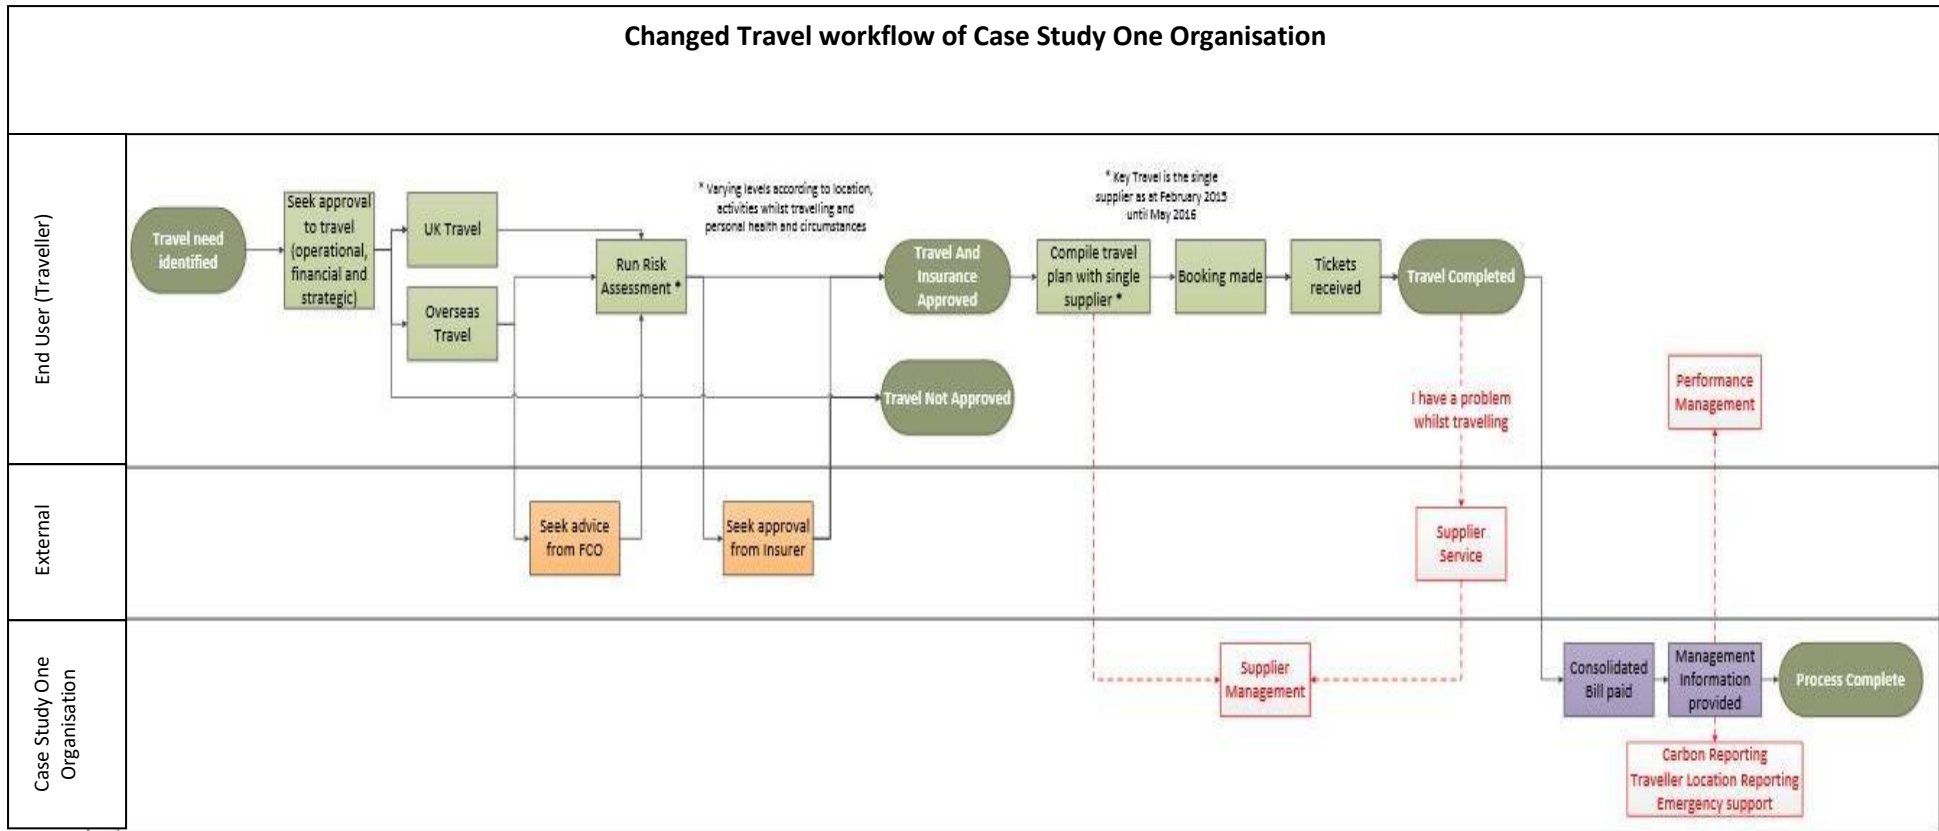 Changed Travel workflow of Case Study One Organisation
End User (Traveller)
Travel need
identified
Seek approval
to travel
(operational,
financial and
strategic)
UK Travel
Overseas
Travel
Run Risk
Assessment *
* Varying levels according to location,
activities whilst travelling and
personal health and circumstances
Travel And
Insurance
Approved
Travel Not Approved
* Key Travel is the single
supplier as at February 2015
until May 2016
Compile travel
plan with single
supplier *
Booking made
Tickets
received
Travel Completed
I have a problem
whilst travelling
Performance
Management
External
Seek advice
from FCO
Seek approval
from Insurer
Supplier
Service
Case Study One
Organisation
Supplier
Management
Consolidated
Bill paid
Management
Information
provided
Process Complete
Carbon Reporting
Traveller Location Reporting
Emergency support